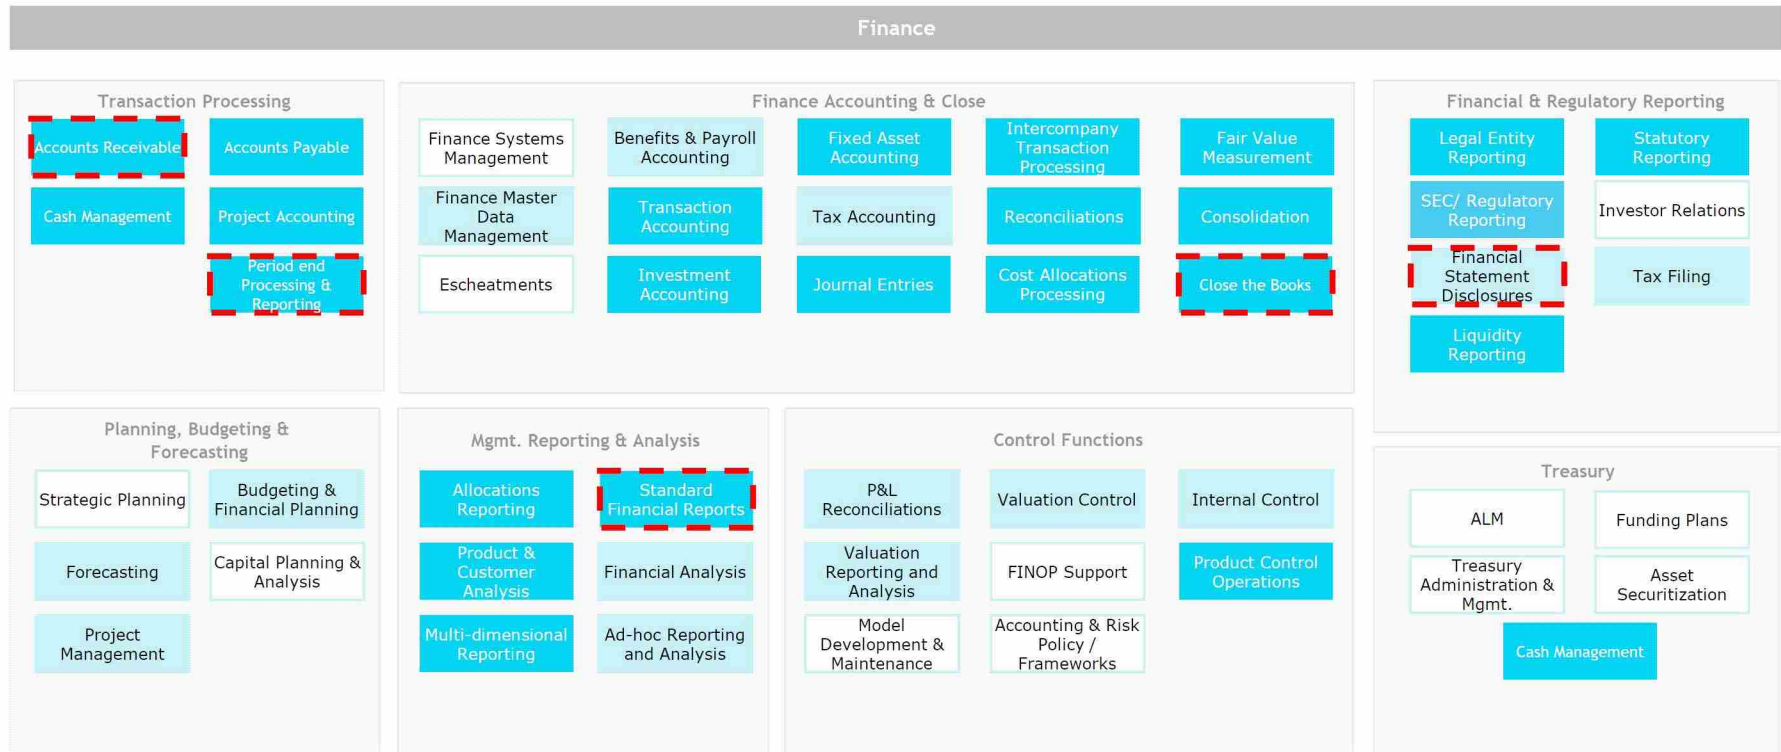 Finance
Transaction Processing
Accounts Receivable
Accounts Payable
Cash Management
Project Accounting
Period end
Processing &
Reporting
Finance Accounting & Close
Finance Systems
Management
Benefits & Payroll
Accounting
Fixed Asset
Accounting
Intercompany
Transaction
Processing
Fair Value
Measurement
Finance Master
Data
Management
Transaction
Accounting
Tax Accounting
Reconciliations
Consolidation
Escheatments
Investment
Accounting
Journal Entries
Cost Allocations
Processing
Close the Books
Financial & Regulatory Reporting
Legal Entity
Reporting
Statutory
Reporting
SEC/ Regulatory
Reporting
Investor Relations
Financial
Statement
Disclosures
Tax Filing
Liquidity
Reporting
Planning, Budgeting &
Forecasting
Strategic Planning
Budgeting &
Financial Planning
Forecasting
Capital Planning &
Analysis
Project
Management
Mgmt. Reporting & Analysis
Allocations
Reporting
Standard
Financial Reports
Product &
Customer
Analysis
Financial Analysis
Multi-dimensional
Reporting
Ad-hoc Reporting
and Analysis
Control Functions
P&L
Reconciliations
Valuation Control
Internal Control
Valuation
Reporting and
Analysis
FINOP Support
Product Control
Operations
Model
Development &
Maintenance
Accounting & Risk
Policy /
Frameworks
Treasury
ALM
Funding Plans
Treasury
Administration &
Mgmt.
Asset
Securitization
Cash Management